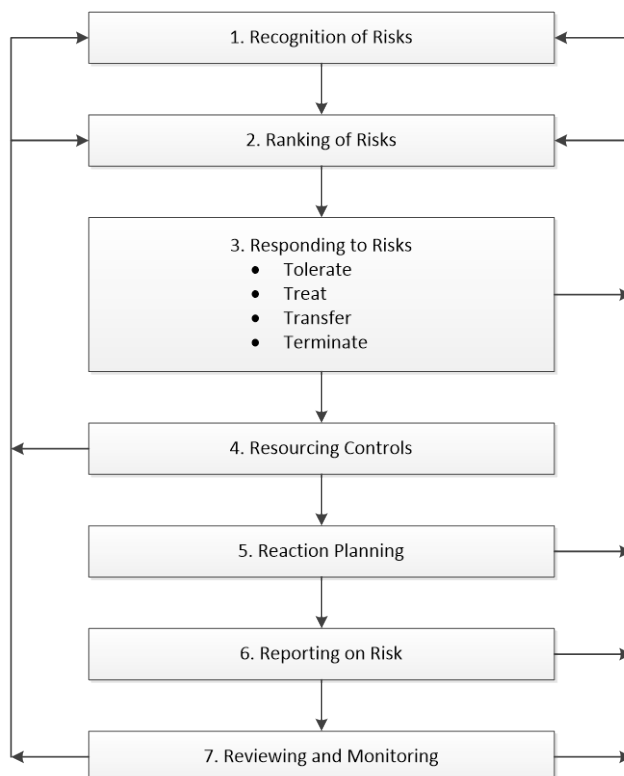 1. Recognition of Risks
2. Ranking of Risks
3. Responding to Risks
● Tolerate
● Treat
● Transfer
● Terminate
4. Resourcing Controls
5. Reaction Planning
6. Reporting on Risk
7. Reviewing and Monitoring